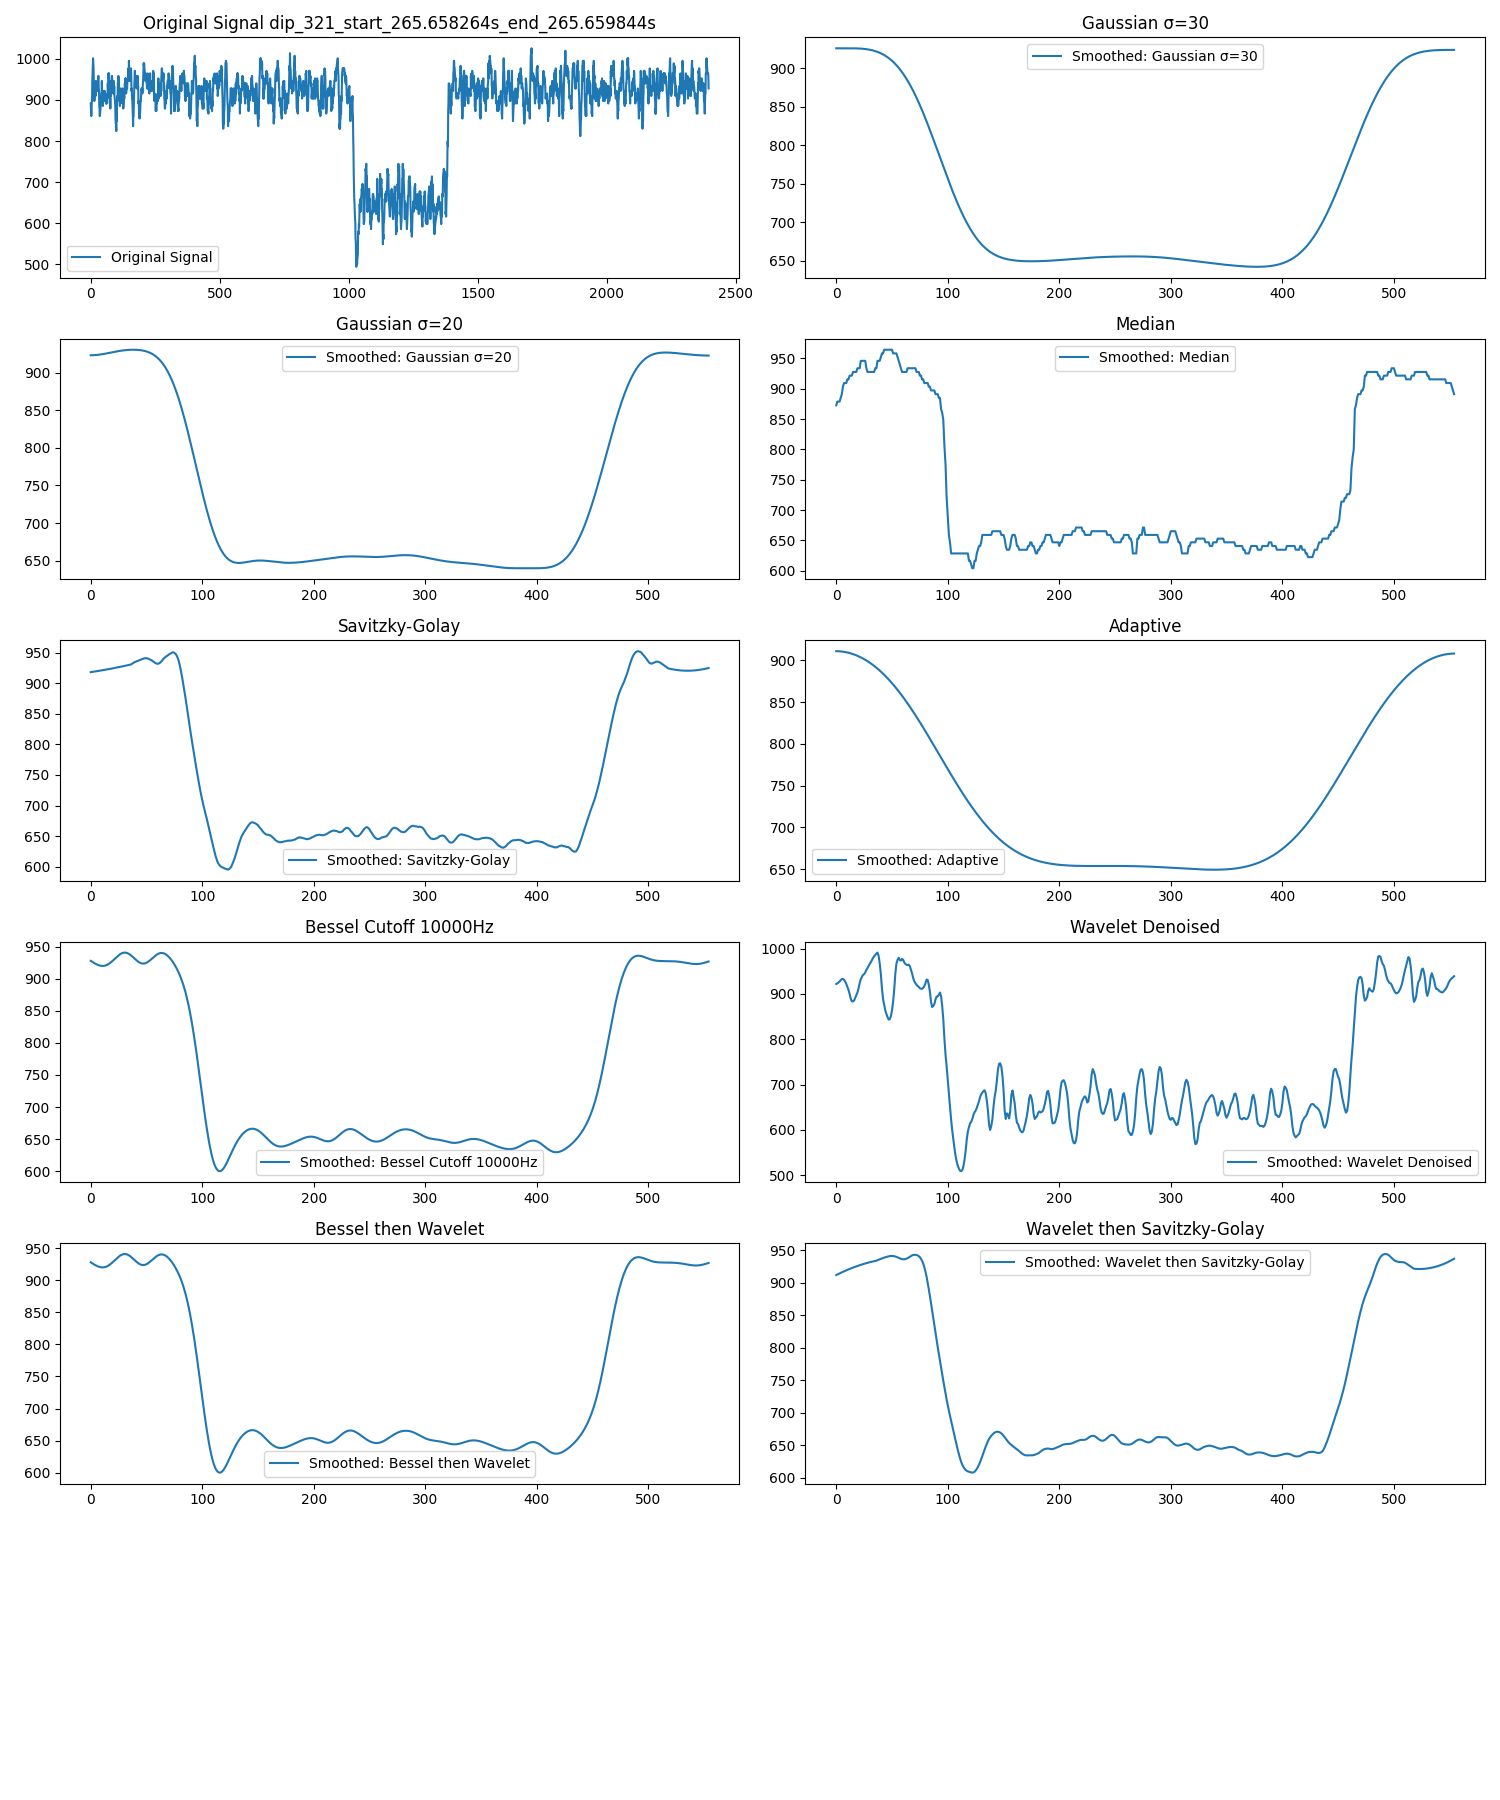 Original Signal dip_321_start_265.658264s_end_265.659844s
1000
900
800
700
600
500
Original Signal
0 500 1000 1500 2000 2500
Gaussian σ=30
900
850
800
750
700
650
Smoothed: Gaussian σ=30
0 100 200 300 400 500
Gaussian σ=20
900
850
800
750
700
650
Smoothed: Gaussian σ=20
0 100 200 300 400 500
Median
950
900
850
800
750
700
650
600
Smoothed: Median
0 100 200 300 400 500
Savitzky-Golay
950
900
850
800
750
700
650
600
Smoothed: Savitzky-Golay
0 100 200 300 400 500
Adaptive
900
850
800
750
700
650
Smoothed: Adaptive
0 100 200 300 400 500
Bessel Cutoff 10000Hz
950
900
850
800
750
700
650
600
Smoothed: Bessel Cutoff 10000Hz
0 100 200 300 400 500
Wavelet Denoised
1000
900
800
700
600
500
Smoothed: Wavelet Denoised
0 100 200 300 400 500
Bessel then Wavelet
950
900
850
800
750
700
650
600
Smoothed: Bessel then Wavelet
0 100 200 300 400 500
Wavelet then Savitzky-Golay
950
900
850
800
750
700
650
600
Smoothed: Wavelet then Savitzky-Golay
0 100 200 300 400 500